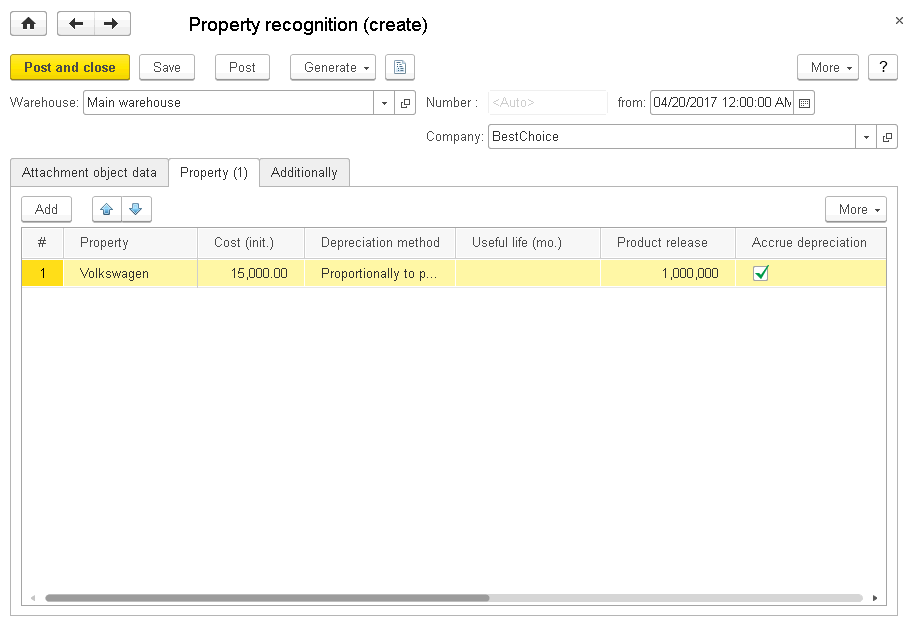 Property recognition (create)
Post and close Save Post Generate More ?
Warehouse: Main warehouse Number : <Auto> from: 04/20/2017 12:00:00 AM
Company: BestChoice
Attachment object data Property (1) Additionally
Add More
# Property Cost (init.) Depreciation method Useful life (mo.) Product release Accrue depreciation
1 Volkswagen 15,000.00 Proportionally to p... 1,000,000